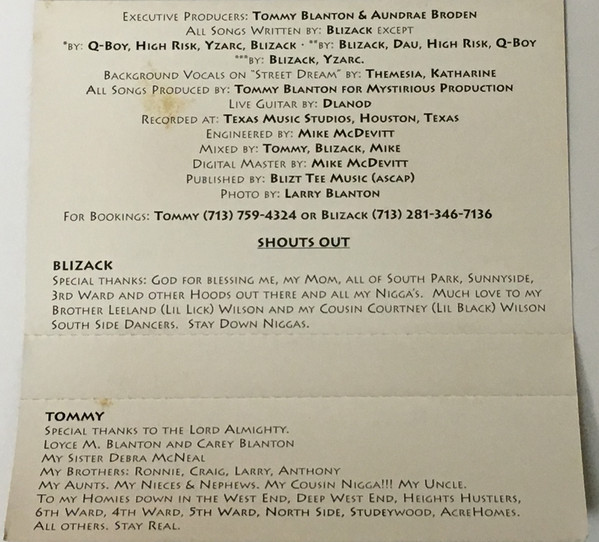 Executive Producers: Tommy Blanton & Aundrae Broden
All Songs Written by: Blizack except
*by: Q-Boy, High Risk, Yzarc, Blizack · **by: Blizack, Dau, High Risk, Q-Boy
***by: Blizack, Yzarc.
Background Vocals on "Street Dream" by: Themesia, Katharine
All Songs Produced by: Tommy Blanton for Mystirious Production
Live Guitar by: Dlanod
Recorded at: Texas Music Studios, Houston, Texas
Engineered by: Mike McDevitt
Mixed by: Tommy, Blizack, Mike
Digital Master by: Mike McDevitt
Published by: Blizt Tee Music (ascap)
Photo by: Larry Blanton
For Bookings: Tommy (713) 759-4324 or Blizack (713) 281-346-7136
SHOUTS OUT
BLIZACK
Special thanks: God for blessing me, my Mom, all of South Park, Sunnyside,
3rd Ward and other Hoods out there and all my Nigga's. Much love to my
Brother Leeland (Lil Lick) Wilson and my Cousin Courtney (Lil Black) Wilson
South Side Dancers. Stay Down Niggas.
TOMMY
Special thanks to the Lord Almighty.
Loyce M. Blanton and Carey Blanton
My Sister Debra McNeal
My Brothers: Ronnie, Craig, Larry, Anthony
My Aunts. My Nieces & Nephews. My Cousin Nigga!!! My Uncle.
To my Homies down in the West End, Deep West End, Heights Hustlers,
6th Ward, 4th Ward, 5th Ward, North Side, Studeywood, AcreHomes.
All others. Stay Real.